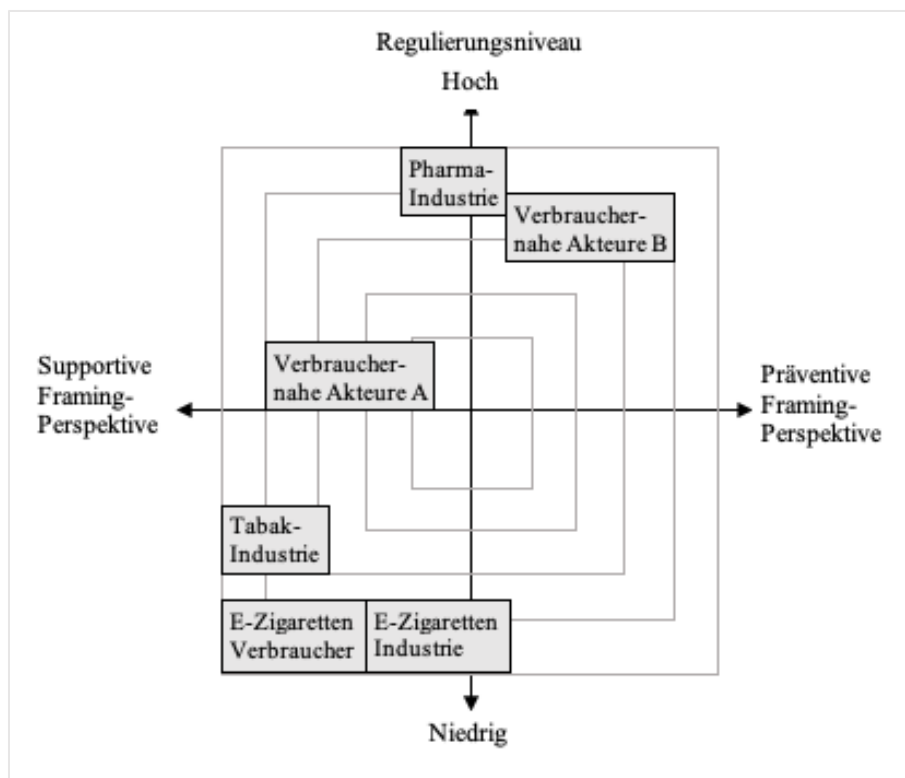 Regulierungsniveau
Hoch
Pharma-
Industrie
Verbraucher-
nahe Akteure B
Verbraucher-
nahe Akteure A
Supportive
Framing-
Perspektive
Präventive
Framing-
Perspektive
Tabak-
Industrie
E-Zigaretten
Verbraucher
E-Zigaretten
Industrie
Niedrig